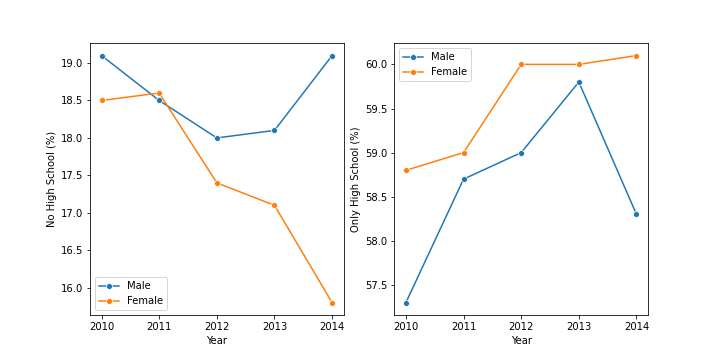 No High School (%)
19.0
18.5
18.0
17.5
17.0
16.5
16.0
Male
Female
2010 2011 2012 2013 2014
Year
Only High School (%)
60.0
59.5
59.0
58.5
58.0
57.5
Male
Female
2010 2011 2012 2013 2014
Year